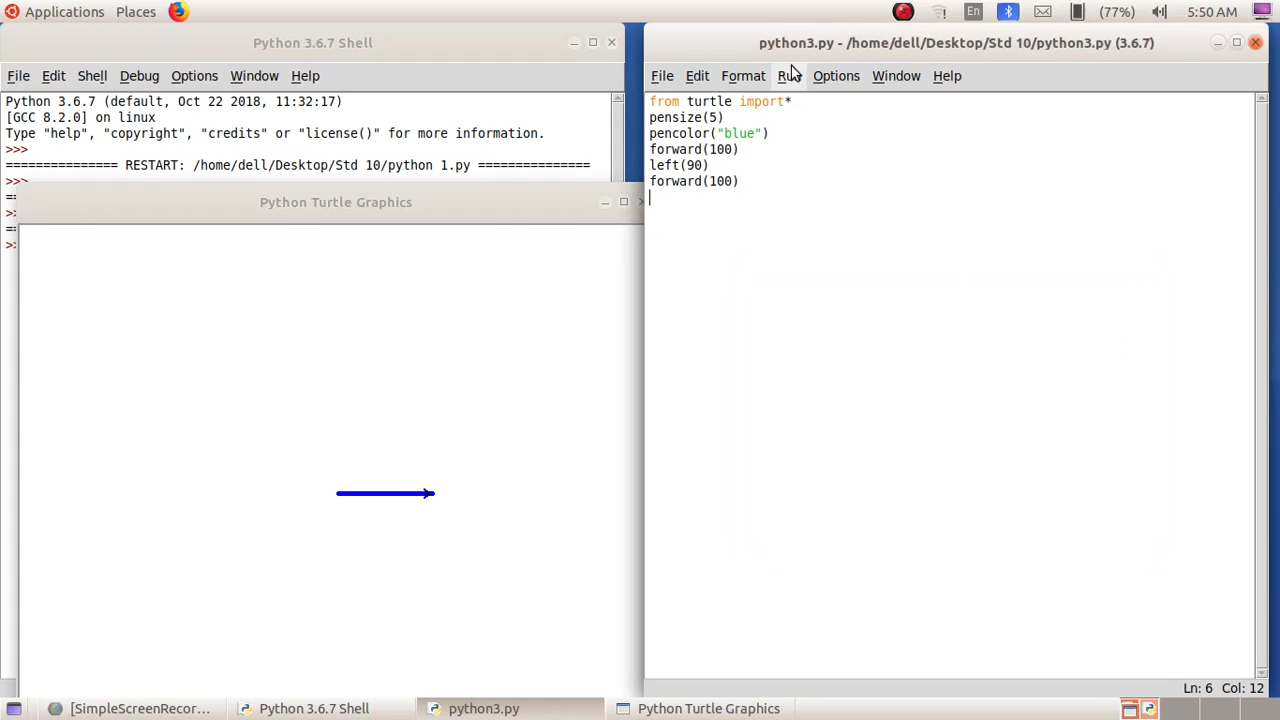 Applications Places En (77%) 5:50 AM
Python 3.6.7 Shell
File Edit Shell Debug Options Window Help
Python 3.6.7 (default, Oct 22 2018, 11:32:17)
[GCC 8.2.0] on linux
Type "help", "copyright", "credits" or "license()" for more information.
>>>
=============== RESTART: /home/dell/Desktop/Std 10/python 1.py ===============
>>>
Python Turtle Graphics
python3.py - /home/dell/Desktop/Std 10/python3.py (3.6.7)
File Edit Format Run Options Window Help
from turtle import*
pensize(5)
pencolor("blue")
forward(100)
left(90)
forward(100)
Ln: 6 Col: 12
[SimpleScreenRecor... Python 3.6.7 Shell python3.py Python Turtle Graphics